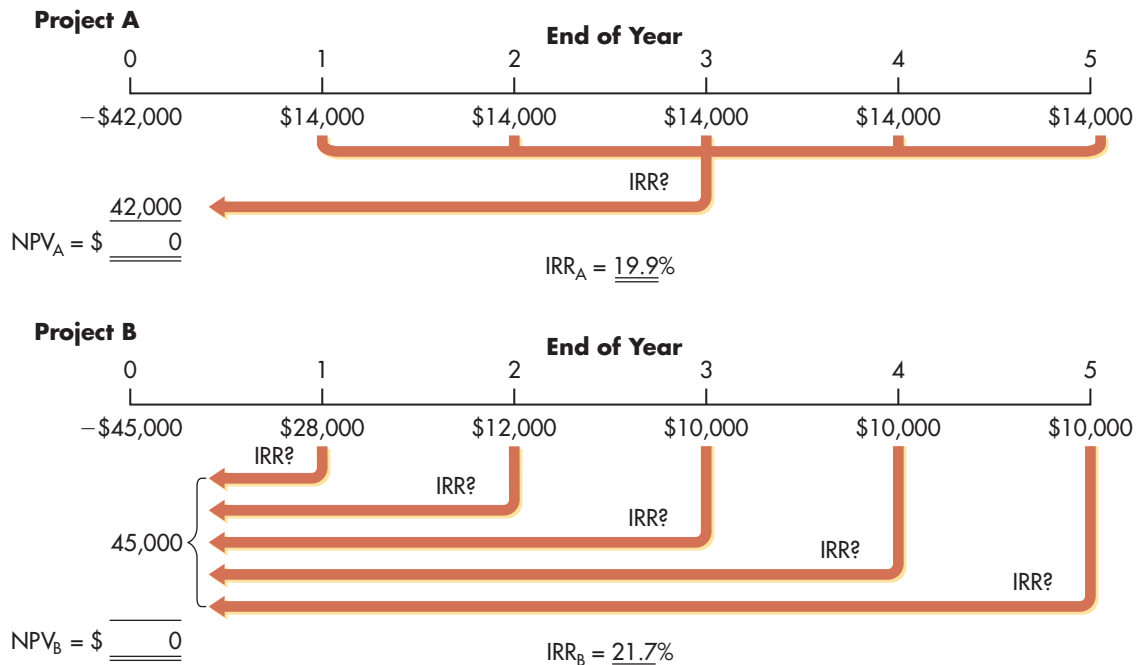 Project A
End of Year
0 1 2 3 4 5
−$42,000 $14,000 $14,000 $14,000 $14,000 $14,000
IRR?
42,000
NPVA = $ 0
IRRA = 19.9%
Project B
End of Year
0 1 2 3 4 5
−$45,000 $28,000 $12,000 $10,000 $10,000 $10,000
IRR?
IRR?
IRR?
45,000
IRR?
IRR?
NPVB = $ 0
IRRB = 21.7%